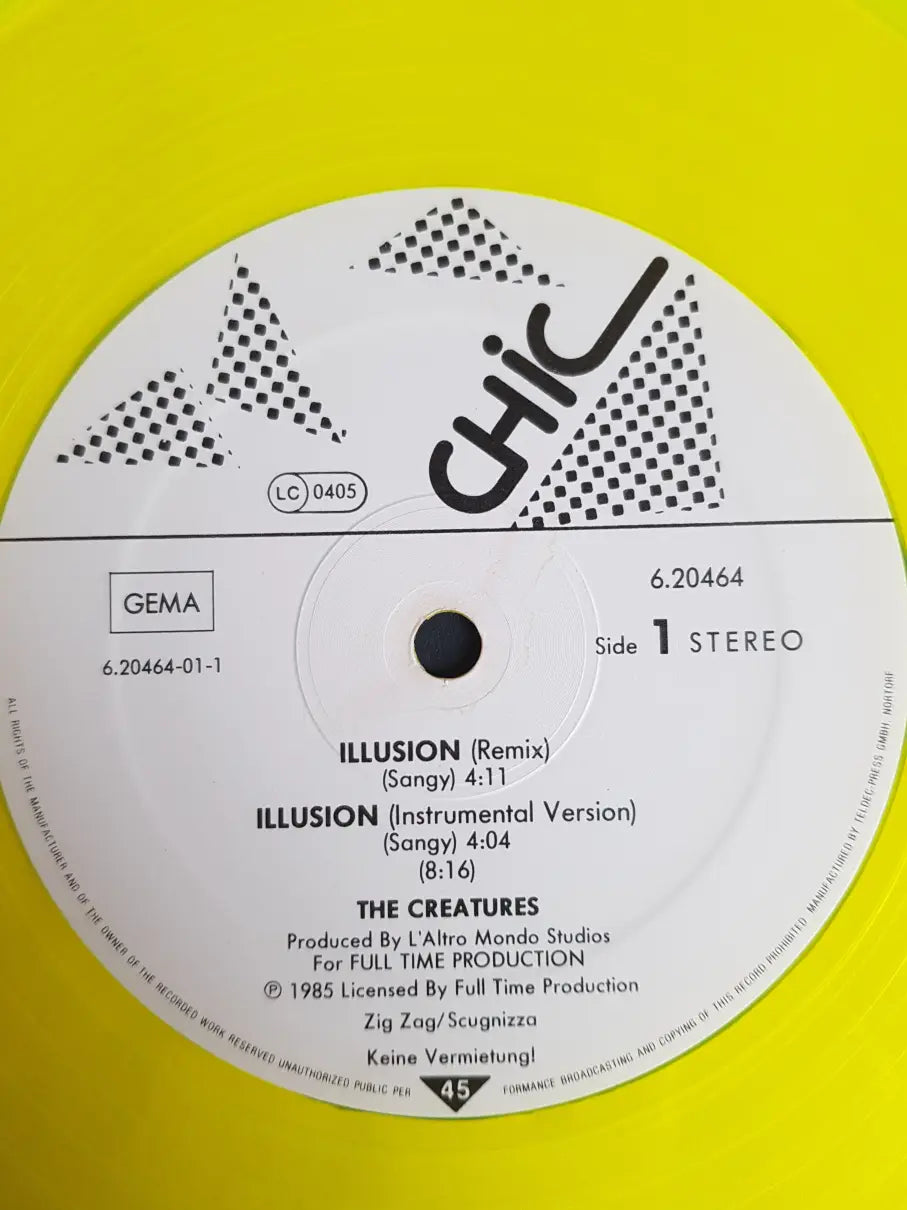 CHIC
LC 0405
GEMA
6.20464
6.20464-01-1
Side 1 STEREO
ILLUSION (Remix)
(Sangy) 4:11
ILLUSION (Instrumental Version)
(Sangy) 4:04
(8:16)
THE CREATURES
Produced By L'Altro Mondo Studios
For FULL TIME PRODUCTION
℗ 1985 Licensed By Full Time Production
Zig Zag/Scugnizza
Keine Vermietung!
45
ALL RIGHTS OF THE MANUFACTURER AND OF THE OWNER OF THE RECORDED WORK RESERVED UNAUTHORIZED PUBLIC PER FORMANCE BROADCASTING AND COPYING OF THIS RECORD PROHIBITED MANUFACTURED BY TELDEC-PRESS GMBH. NORTORF